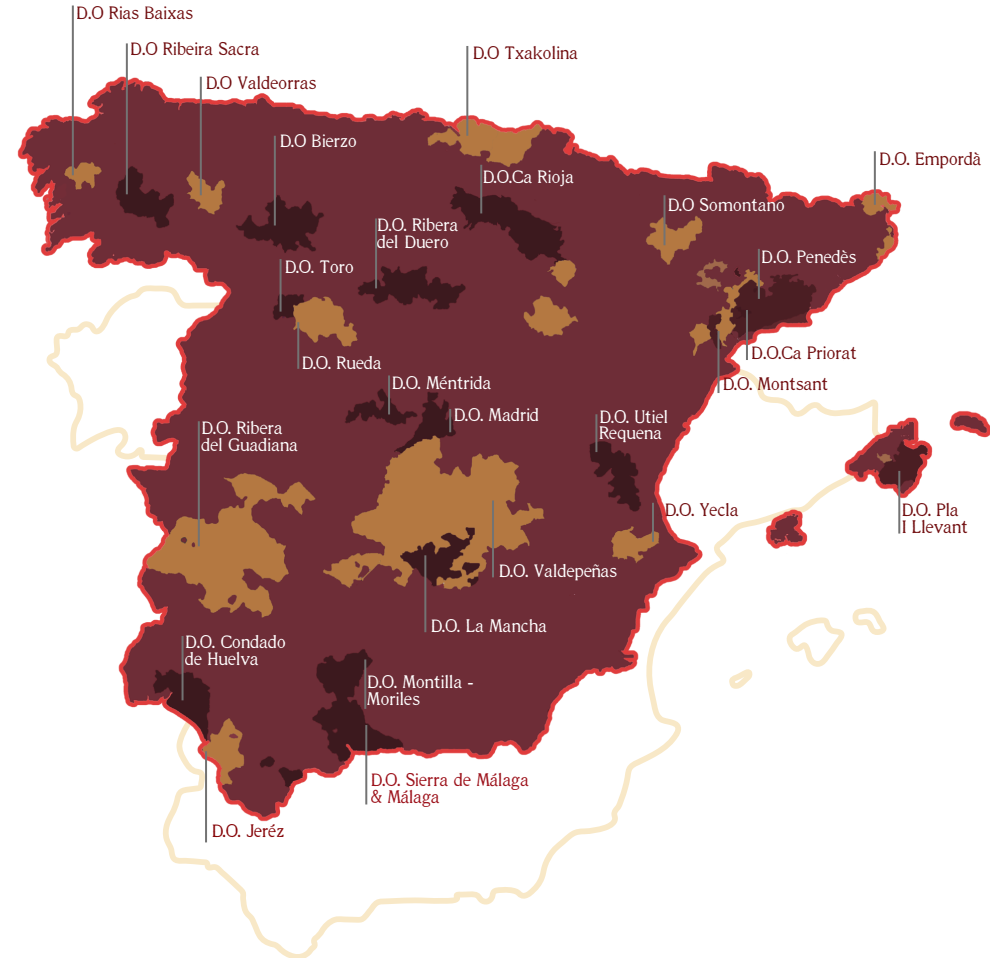 D.O Rias Baixas
D.O Ribeira Sacra
D.O Txakolina
D.O Valdeorras
D.O Bierzo
D.O. Empordà
D.O.Ca Rioja
D.O Somontano
D.O. Ribera
del Duero
D.O. Penedès
D.O. Toro
D.O.Ca Priorat
D.O. Rueda
D.O. Méntrida
D.O. Montsant
D.O. Madrid
D.O. Utiel
Requena
D.O. Ribera
del Guadiana
D.O. Yecla
D.O. Pla
I Llevant
D.O. Valdepeñas
D.O. La Mancha
D.O. Condado
de Huelva
D.O. Montilla -
Moriles
D.O. Sierra de Málaga
& Málaga
D.O. Jeréz